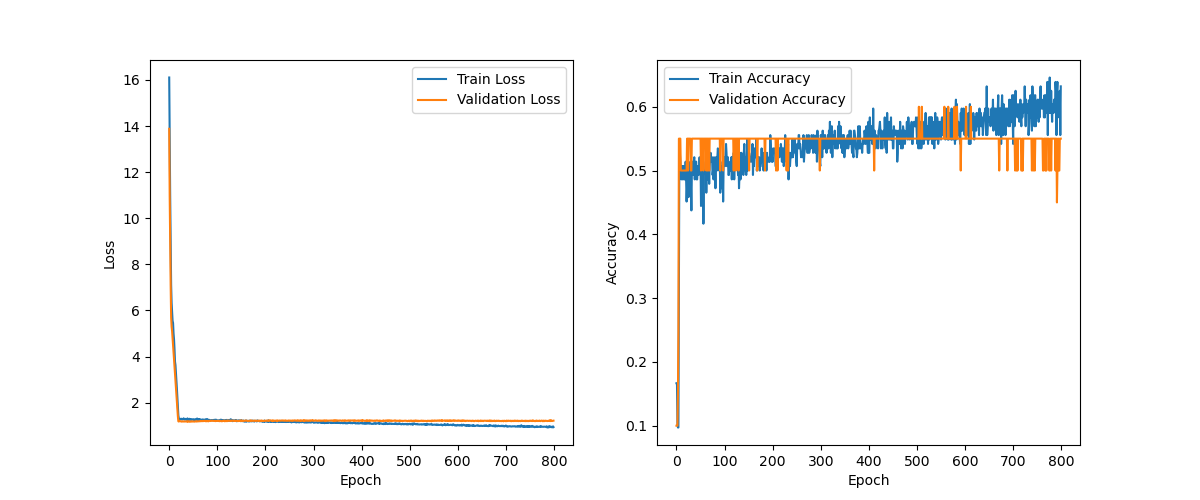 16
14
12
10
8
6
4
2
Loss
0 100 200 300 400 500 600 700 800
Epoch
Train Loss
Validation Loss
0.6
0.5
0.4
0.3
0.2
0.1
Accuracy
0 100 200 300 400 500 600 700 800
Epoch
Train Accuracy
Validation Accuracy